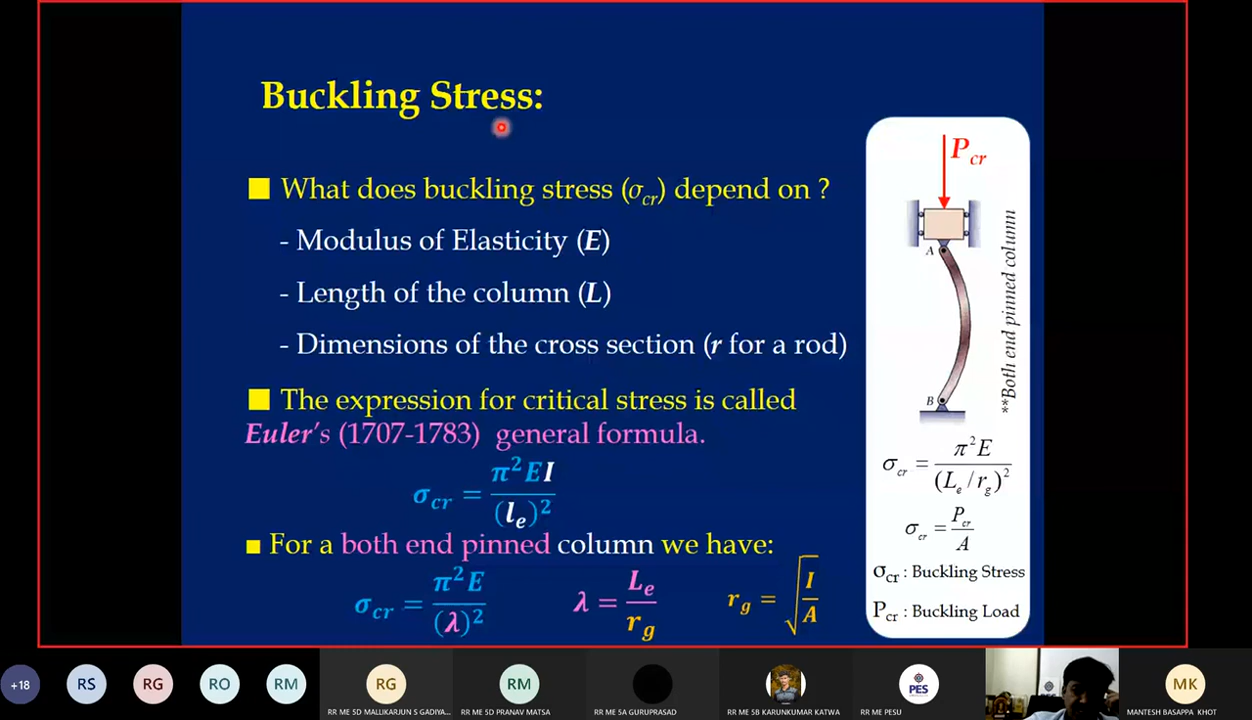 Buckling Stress:
■ What does buckling stress (σcr) depend on ?
- Modulus of Elasticity (E)
- Length of the column (L)
- Dimensions of the cross section (r for a rod)
■ The expression for critical stress is called
Euler's (1707-1783) general formula.
σcr = π²EI / (le)²
■ For a both end pinned column we have:
σcr = π²E / (λ)²   λ = Le / rg   rg = √(I / A)
Pcr
A
B
**Both end pinned column
σcr = π²E / (Le/rg)²
σcr = Pcr / A
σcr : Buckling Stress
Pcr : Buckling Load
+18 RS RG RO RM RG RM PES MK
RR ME 5D MALLIKARJUN S GADIYA... RR ME 5D PRANAV MATSA RR ME 5A GURUPRASAD RR ME 5B KARUNKUMAR KATWA RR ME PESU MANTESH BASAPPA KHOT